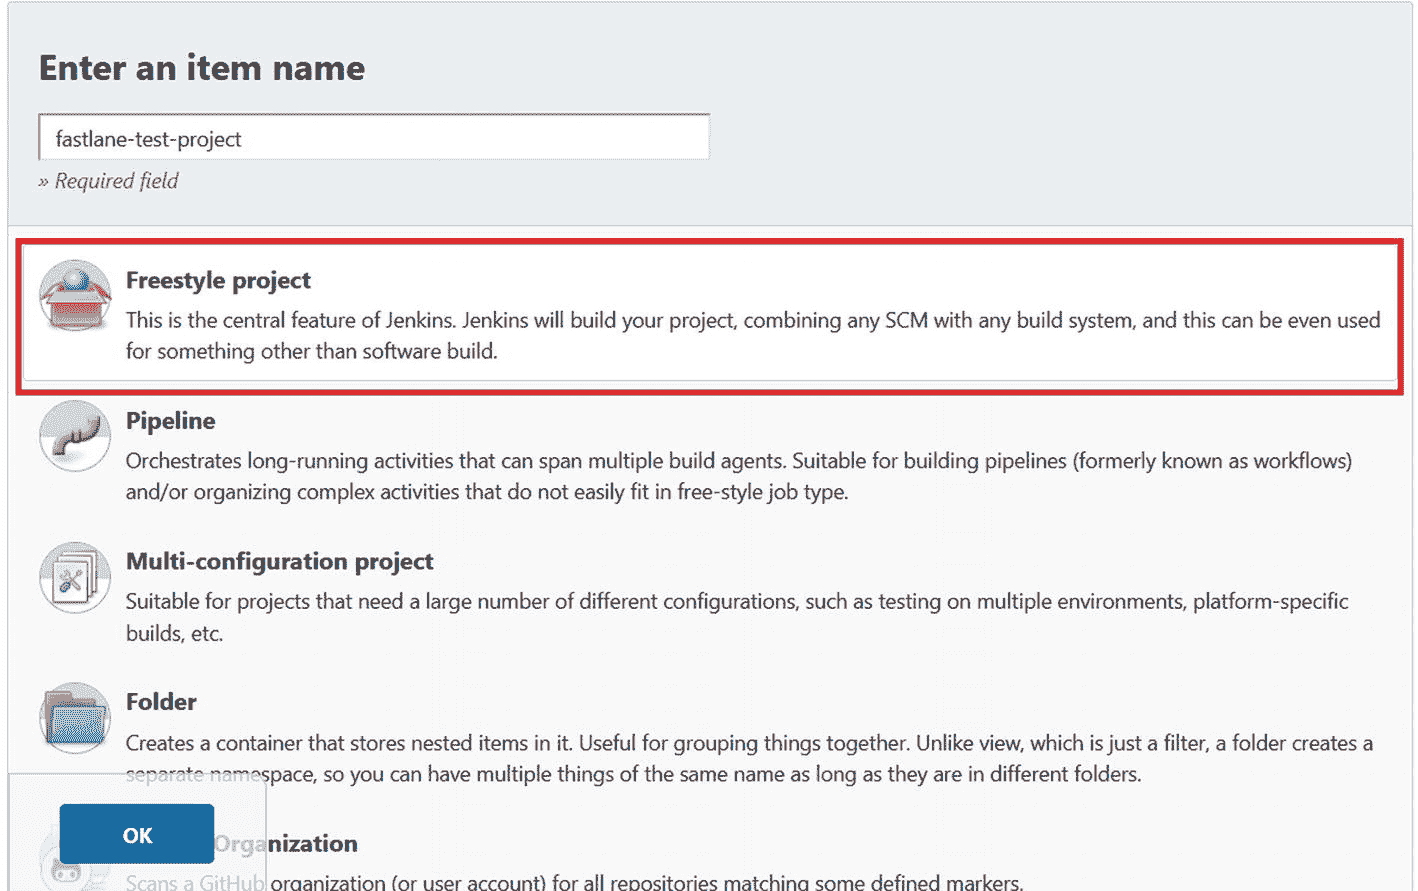 Enter an item name
fastlane-test-project
» Required field
Freestyle project
This is the central feature of Jenkins. Jenkins will build your project, combining any SCM with any build system, and this can be even used
for something other than software build.
Pipeline
Orchestrates long-running activities that can span multiple build agents. Suitable for building pipelines (formerly known as workflows)
and/or organizing complex activities that do not easily fit in free-style job type.
Multi-configuration project
Suitable for projects that need a large number of different configurations, such as testing on multiple environments, platform-specific
builds, etc.
Folder
Creates a container that stores nested items in it. Useful for grouping things together. Unlike view, which is just a filter, a folder creates a
separate namespace, so you can have multiple things of the same name as long as they are in different folders.
OK
Organization
Scans a GitHub organization (or user account) for all repositories matching some defined markers.